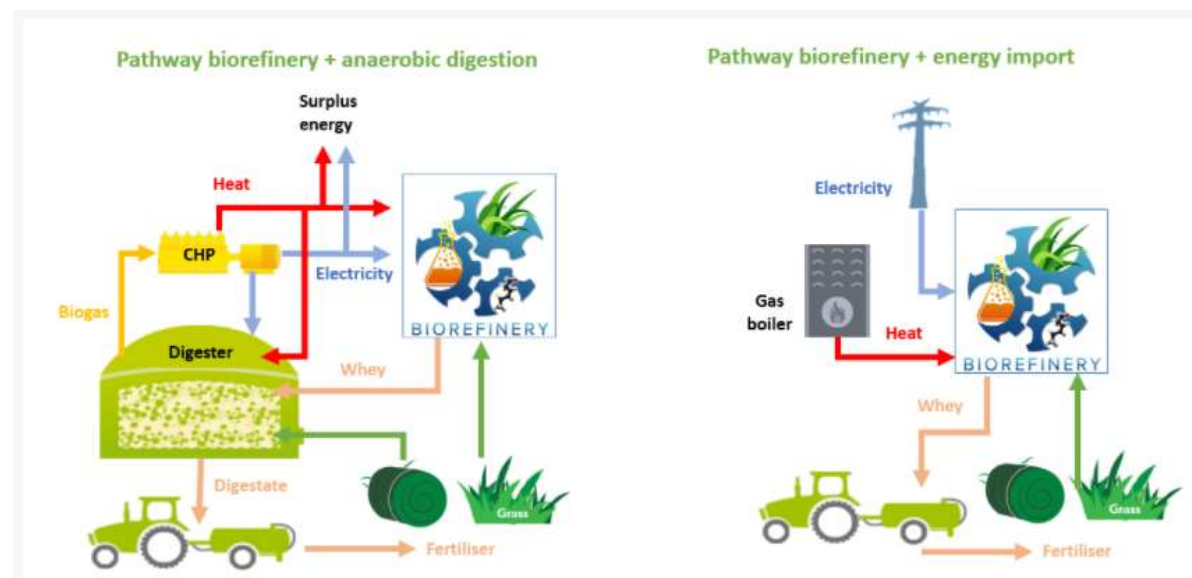 Pathway biorefinery + anaerobic digestion
Surplus
energy
Heat
CHP
Electricity
Biogas
BIOREFINERY
Digester
Whey
Digestate
Grass
Fertiliser
Pathway biorefinery + energy import
Electricity
Gas
boiler
Heat
BIOREFINERY
Whey
Grass
Fertiliser